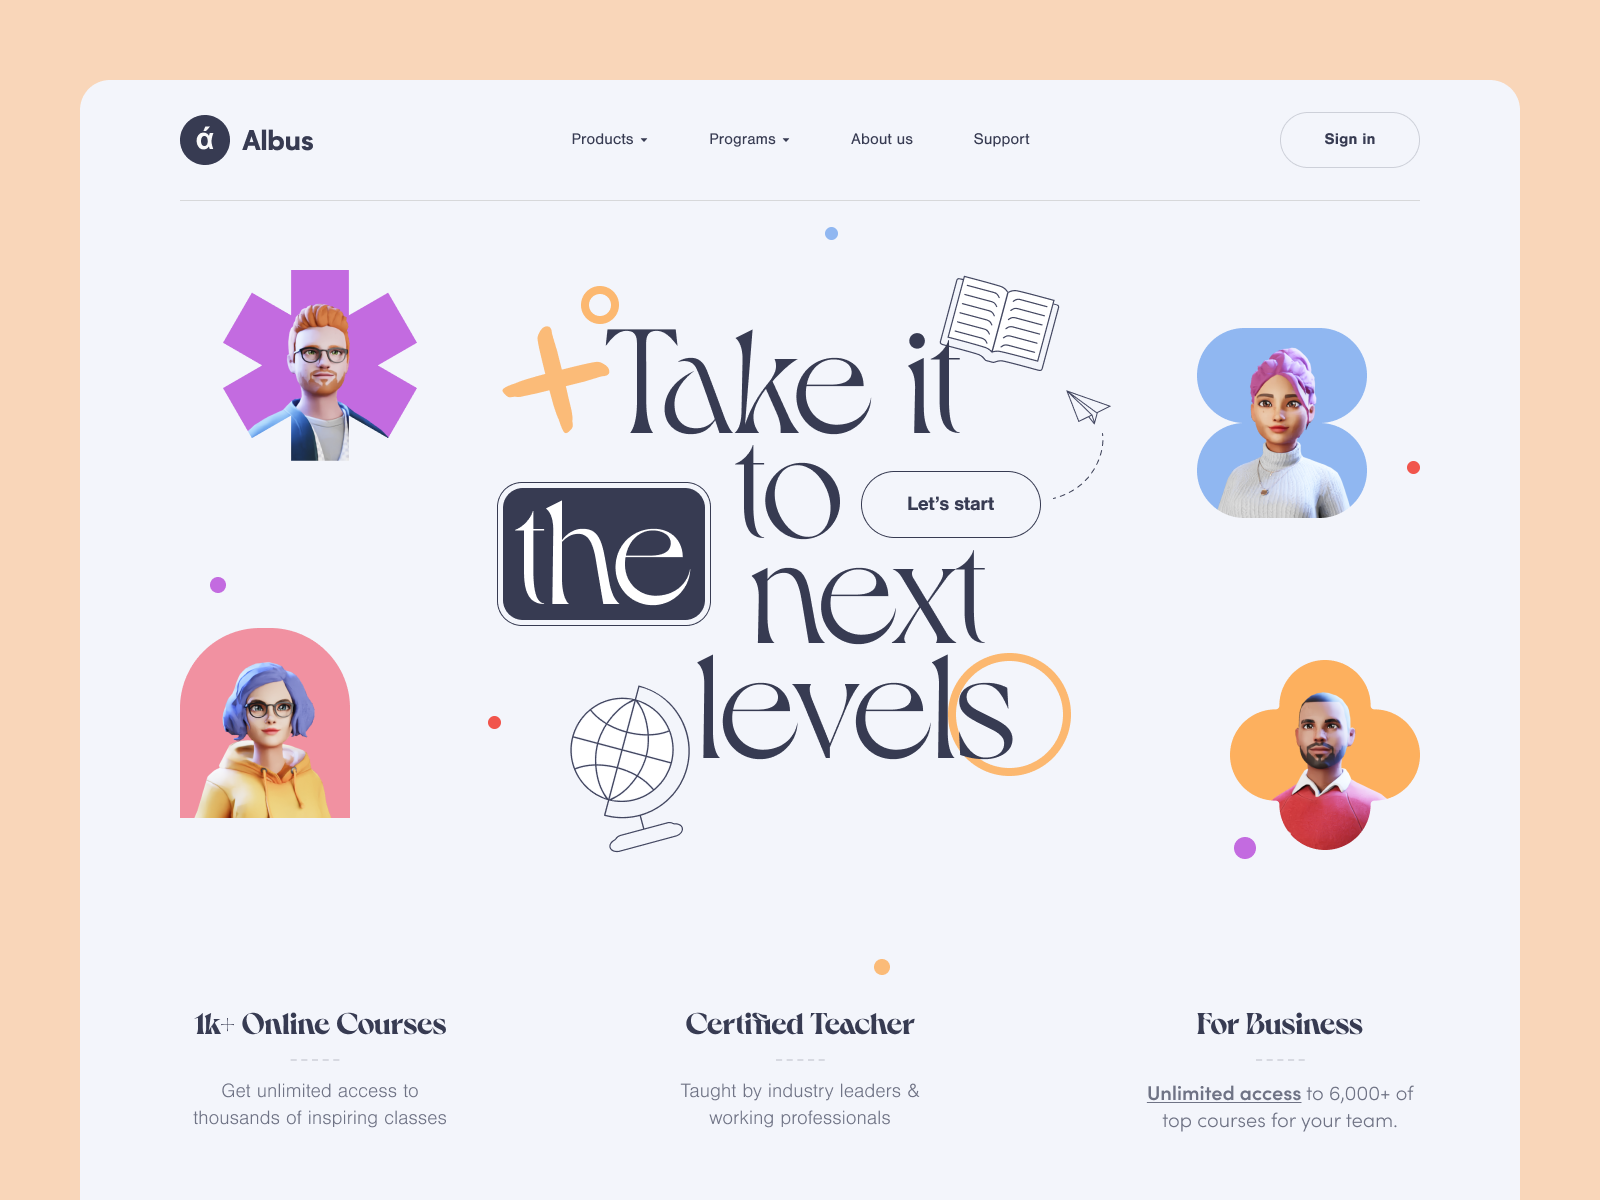 ά Albus
Products
Programs
About us
Support
Sign in
Take it
to
Let’s start
the
next
levels
1k+ Online Courses
Get unlimited access to
thousands of inspiring classes
Certified Teacher
Taught by industry leaders &
working professionals
For Business
Unlimited access to 6,000+ of
top courses for your team.